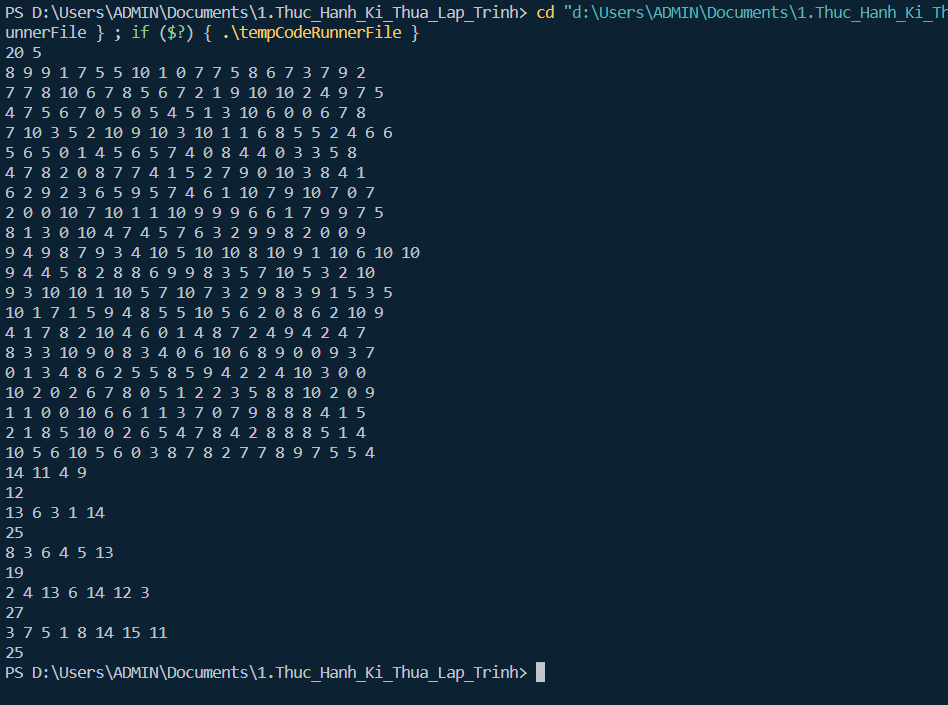 PS D:\Users\ADMIN\Documents\1.Thuc_Hanh_Ki_Thua_Lap_Trinh> cd "d:\Users\ADMIN\Documents\1.Thuc_Hanh_Ki_Th
unnerFile } ; if ($?) { .\tempCodeRunnerFile }
20 5
8 9 9 1 7 5 5 10 1 0 7 7 5 8 6 7 3 7 9 2
7 7 8 10 6 7 8 5 6 7 2 1 9 10 10 2 4 9 7 5
4 7 5 6 7 0 5 0 5 4 5 1 3 10 6 0 0 6 7 8
7 10 3 5 2 10 9 10 3 10 1 1 6 8 5 5 2 4 6 6
5 6 5 0 1 4 5 6 5 7 4 0 8 4 4 0 3 3 5 8
4 7 8 2 0 8 7 7 4 1 5 2 7 9 0 10 3 8 4 1
6 2 9 2 3 6 5 9 5 7 4 6 1 10 7 9 10 7 0 7
2 0 0 10 7 10 1 1 10 9 9 9 6 6 1 7 9 9 7 5
8 1 3 0 10 4 7 4 5 7 6 3 2 9 9 8 2 0 0 9
9 4 9 8 7 9 3 4 10 5 10 10 8 10 9 1 10 6 10 10
9 4 4 5 8 2 8 8 6 9 9 8 3 5 7 10 5 3 2 10
9 3 10 10 1 10 5 7 10 7 3 2 9 8 3 9 1 5 3 5
10 1 7 1 5 9 4 8 5 5 10 5 6 2 0 8 6 2 10 9
4 1 7 8 2 10 4 6 0 1 4 8 7 2 4 9 4 2 4 7
8 3 3 10 9 0 8 3 4 0 6 10 6 8 9 0 0 9 3 7
0 1 3 4 8 6 2 5 5 8 5 9 4 2 2 4 10 3 0 0
10 2 0 2 6 7 8 0 5 1 2 2 3 5 8 8 10 2 0 9
1 1 0 0 10 6 6 1 1 3 7 0 7 9 8 8 8 4 1 5
2 1 8 5 10 0 2 6 5 4 7 8 4 2 8 8 8 5 1 4
10 5 6 10 5 6 0 3 8 7 8 2 7 7 8 9 7 5 5 4
14 11 4 9
12
13 6 3 1 14
25
8 3 6 4 5 13
19
2 4 13 6 14 12 3
27
3 7 5 1 8 14 15 11
25
PS D:\Users\ADMIN\Documents\1.Thuc_Hanh_Ki_Thua_Lap_Trinh>